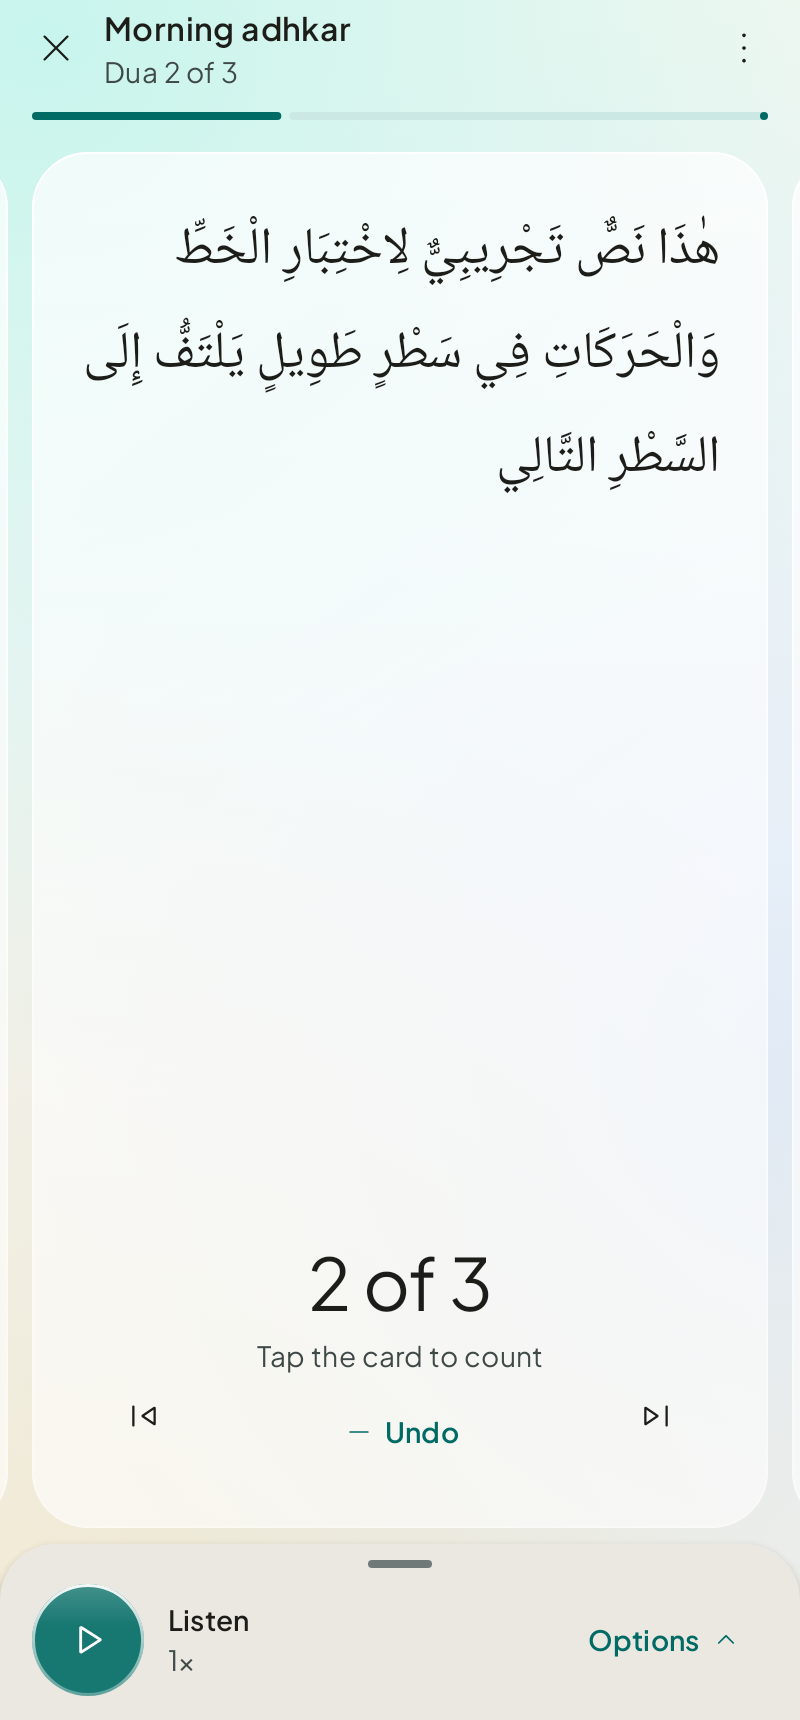 Morning adhkar
Dua 2 of 3
هٰذَا نَصٌّ تَجْرِيبِيٌّ لِاخْتِبَارِ الْخَطِّ
وَالْحَرَكَاتِ فِي سَطْرٍ طَوِيلٍ يَلْتَفُّ إِلَى
السَّطْرِ التَّالِي
2 of 3
Tap the card to count
Undo
Listen
1×
Options